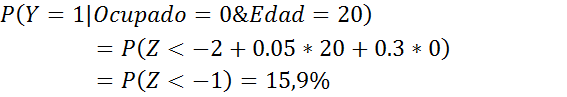 P(Y = 1|Ocupado = 0&Edad = 20)
= P(Z < −2 + 0.05 * 20 + 0.3 * 0)
= P(Z < −1) = 15,9%